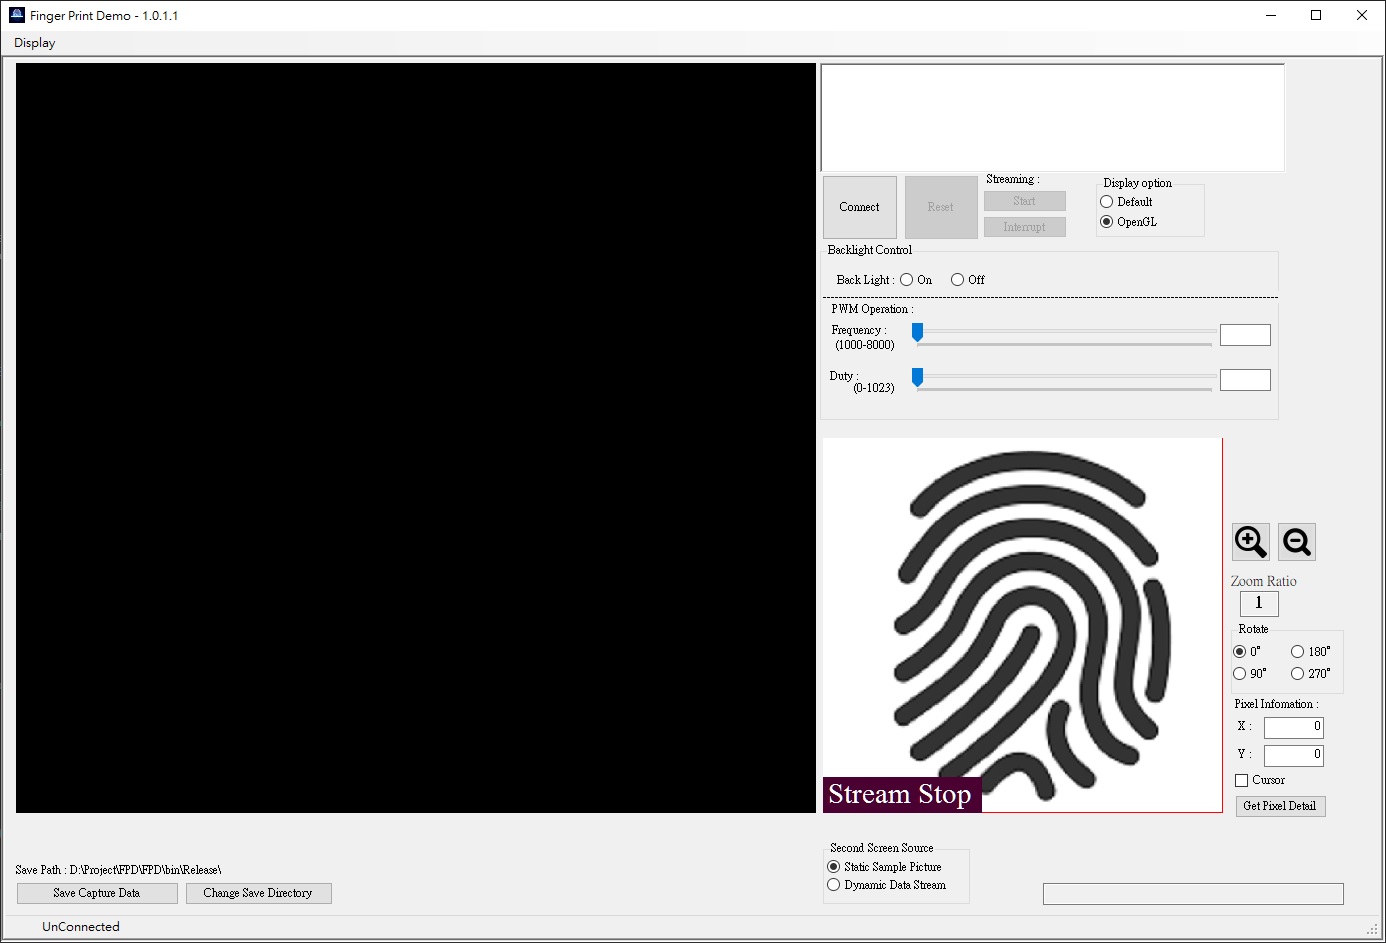 Finger Print Demo - 1.0.1.1
Display
Connect
Reset
Streaming :
Start
Interrupt
Display option
Default
OpenGL
Backlight Control
Back Light :
On
Off
PWM Operation :
Frequency :
(1000-8000)
Duty :
(0-1023)
Stream Stop
Zoom Ratio
1
Rotate
0°
180°
90°
270°
Pixel Infomation :
X :
0
Y :
0
Cursor
Get Pixel Detail
Second Screen Source
Static Sample Picture
Dynamic Data Stream
Save Path : D:\Project\FPD\FPD\bin\Release\
Save Capture Data
Change Save Directory
UnConnected